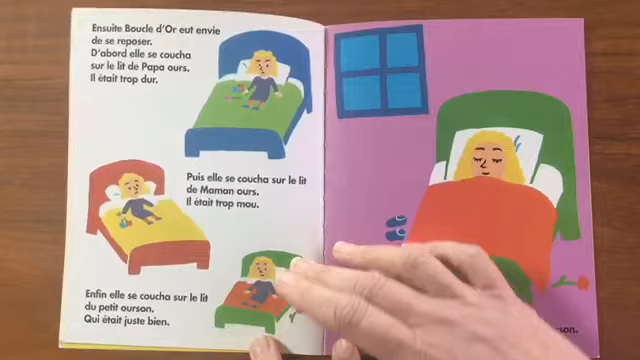 Ensuite Boucle d'Or eut envie
de se reposer.
D'abord elle se coucha
sur le lit de Papa ours.
Il était trop dur.
Puis elle se coucha sur le lit
de Maman ours.
Il était trop mou.
Enfin elle se coucha sur le lit
du petit ourson.
Qui était juste bien.